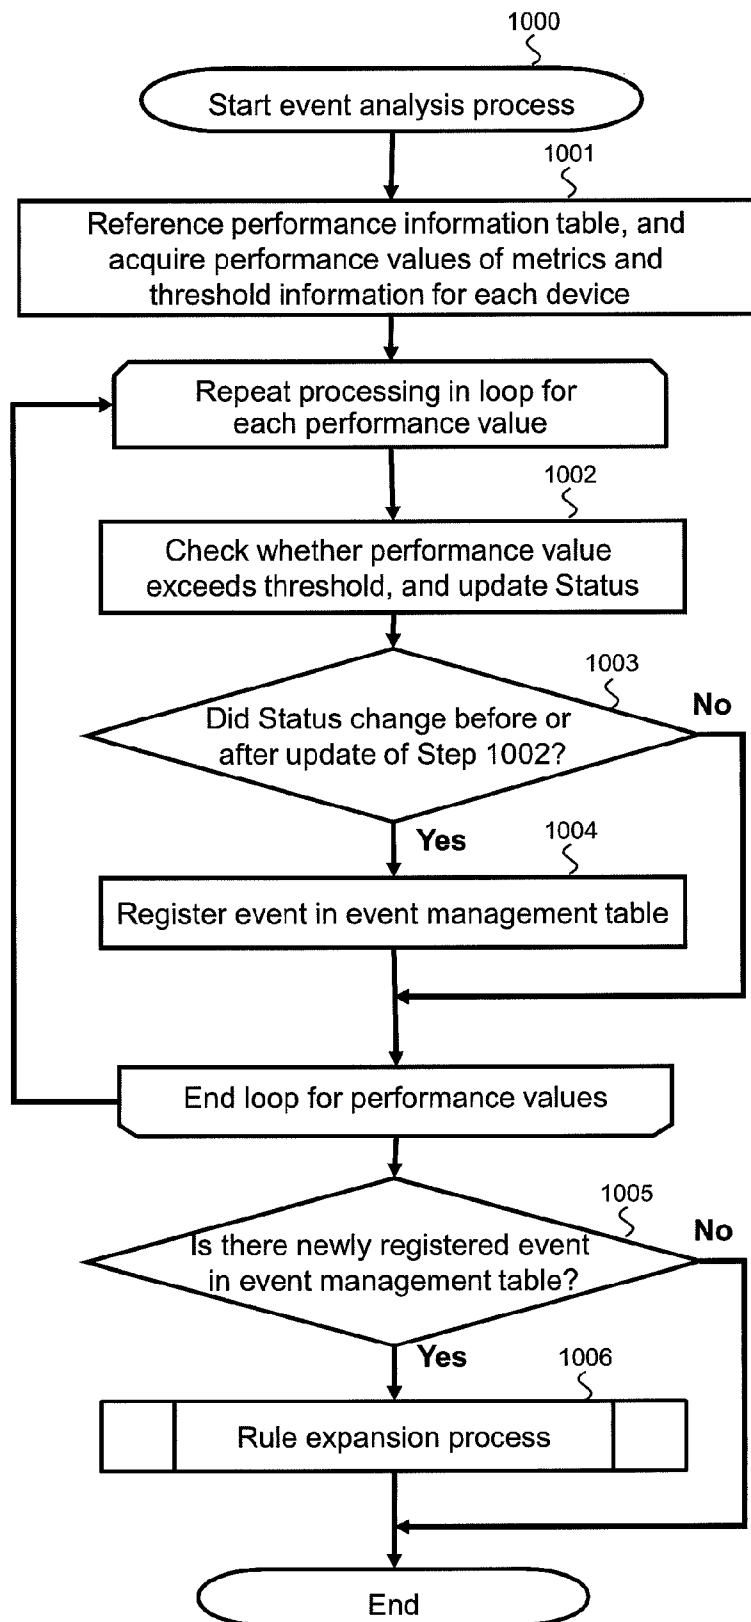 1000
Start event analysis process
1001
Reference performance information table, and
acquire performance values of metrics and
threshold information for each device
Repeat processing in loop for
each performance value
1002
Check whether performance value
exceeds threshold, and update Status
1003
Did Status change before or
after update of Step 1002?
No
Yes
1004
Register event in event management table
End loop for performance values
1005
Is there newly registered event
in event management table?
No
Yes
1006
Rule expansion process
End